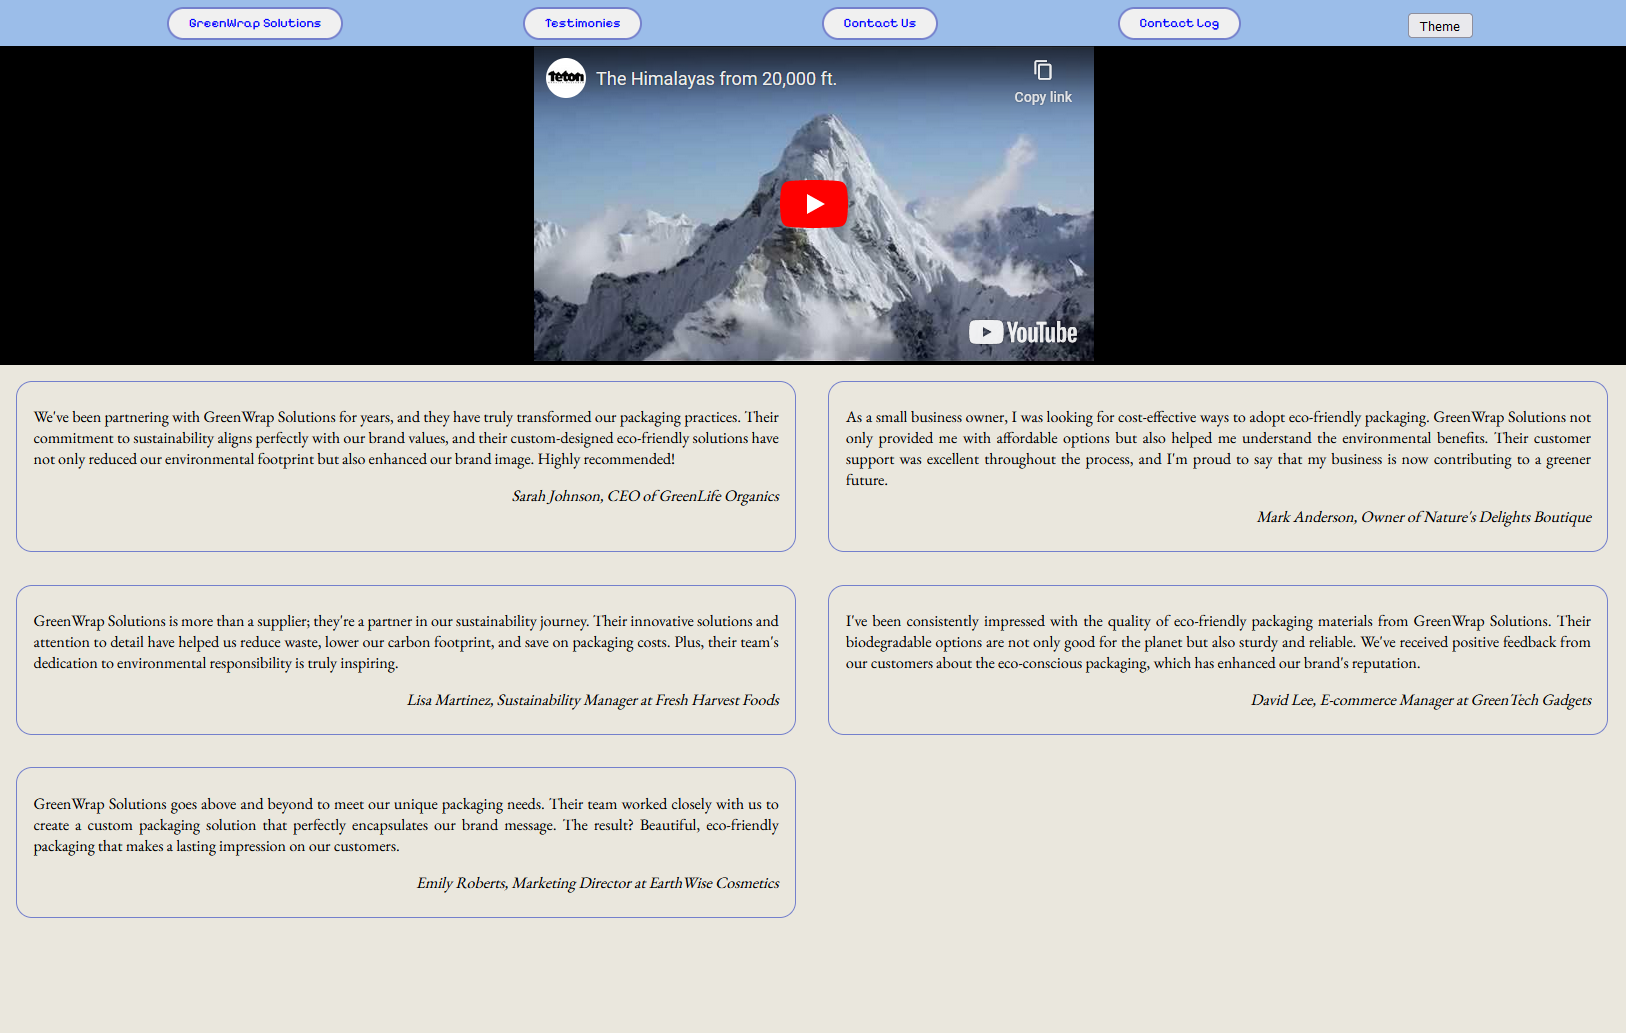 GreenWrap Solutions
Testimonies
Contact Us
Contact Log
Theme
Teton
The Himalayas from 20,000 ft.
Copy link
YouTube
We've been partnering with GreenWrap Solutions for years, and they have truly transformed our packaging practices. Their
commitment to sustainability aligns perfectly with our brand values, and their custom-designed eco-friendly solutions have
not only reduced our environmental footprint but also enhanced our brand image. Highly recommended!
Sarah Johnson, CEO of GreenLife Organics
As a small business owner, I was looking for cost-effective ways to adopt eco-friendly packaging. GreenWrap Solutions not
only provided me with affordable options but also helped me understand the environmental benefits. Their customer
support was excellent throughout the process, and I'm proud to say that my business is now contributing to a greener
future.
Mark Anderson, Owner of Nature's Delights Boutique
GreenWrap Solutions is more than a supplier; they're a partner in our sustainability journey. Their innovative solutions and
attention to detail have helped us reduce waste, lower our carbon footprint, and save on packaging costs. Plus, their team's
dedication to environmental responsibility is truly inspiring.
Lisa Martinez, Sustainability Manager at Fresh Harvest Foods
I've been consistently impressed with the quality of eco-friendly packaging materials from GreenWrap Solutions. Their
biodegradable options are not only good for the planet but also sturdy and reliable. We've received positive feedback from
our customers about the eco-conscious packaging, which has enhanced our brand's reputation.
David Lee, E-commerce Manager at GreenTech Gadgets
GreenWrap Solutions goes above and beyond to meet our unique packaging needs. Their team worked closely with us to
create a custom packaging solution that perfectly encapsulates our brand message. The result? Beautiful, eco-friendly
packaging that makes a lasting impression on our customers.
Emily Roberts, Marketing Director at EarthWise Cosmetics